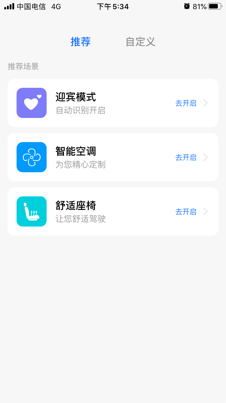 中国电信 4G 下午5:34 81%
推荐 自定义
推荐场景
迎宾模式
自动识别开启
去开启
智能空调
为您精心定制
去开启
舒适座椅
让您舒适驾驶
去开启